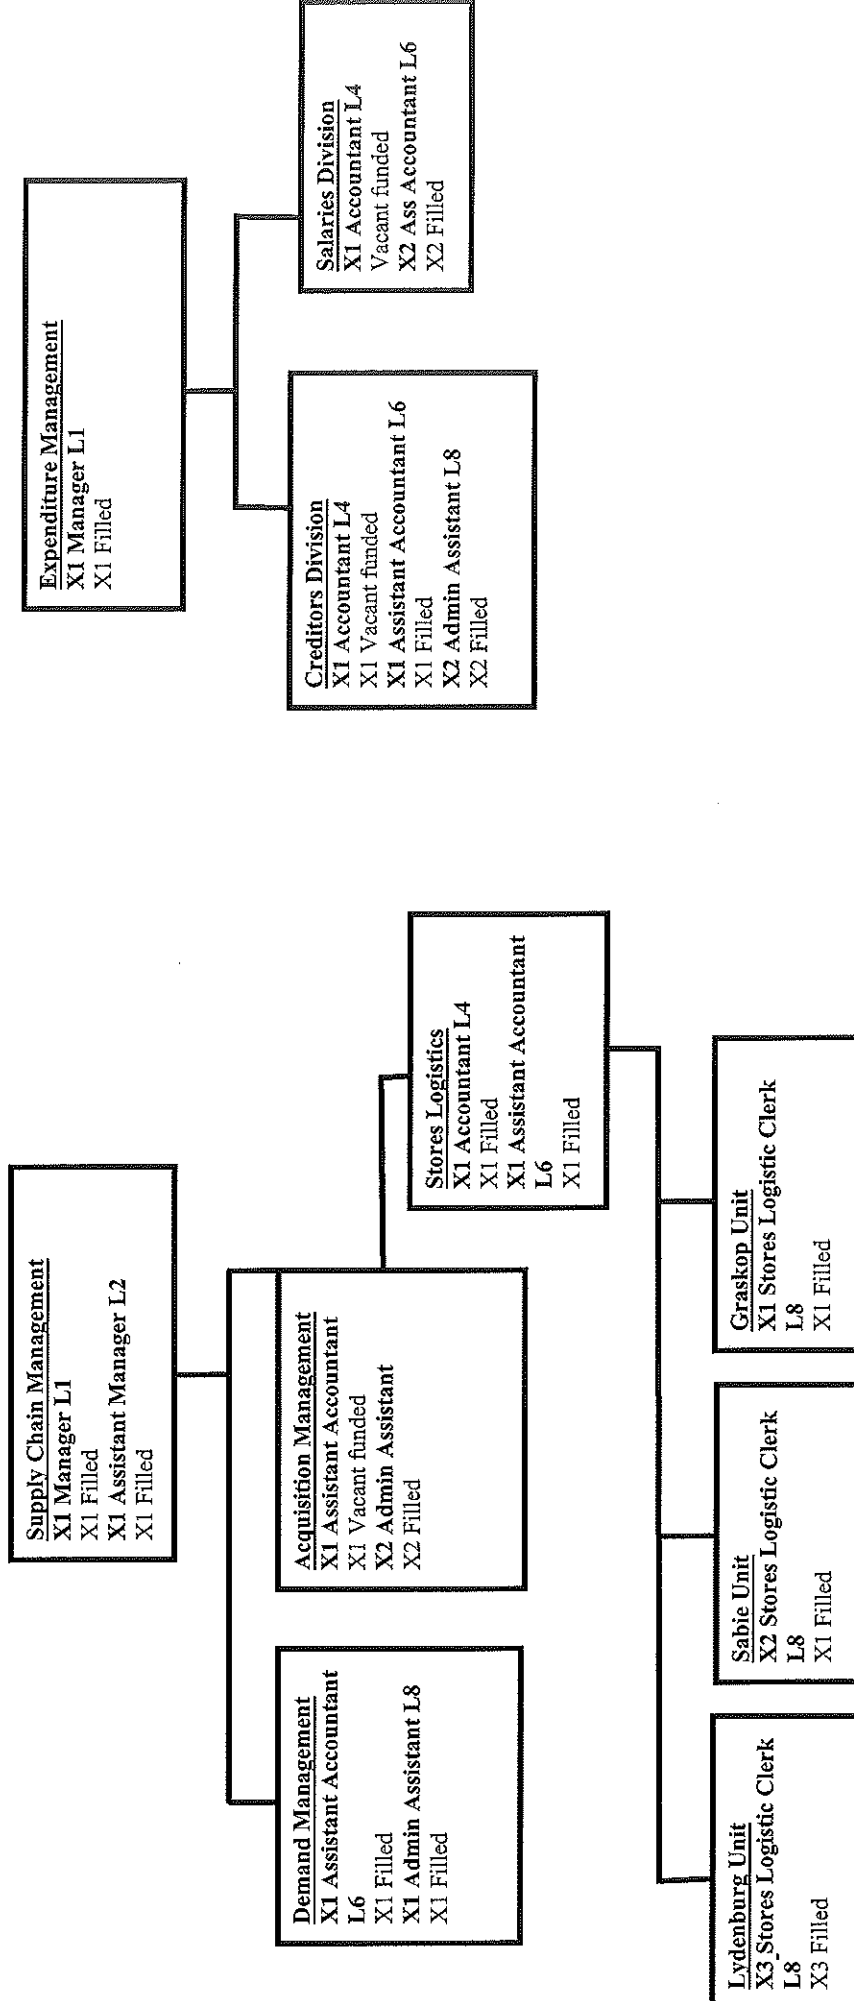 Supply Chain Management
X1 Manager L1
X1 Filled
X1 Assistant Manager L2
X1 Filled
Demand Management
X1 Assistant Accountant
L6
X1 Filled
X1 Admin Assistant L8
X1 Filled
Acquisition Management
X1 Assistant Accountant
X1 Vacant funded
X2 Admin Assistant
X2 Filled
Stores Logistics
X1 Accountant L4
X1 Filled
X1 Assistant Accountant
L6
X1 Filled
Lydenburg Unit
X3 Stores Logistic Clerk
L8
X3 Filled
Sabie Unit
X2 Stores Logistic Clerk
L8
X1 Filled
Graskop Unit
X1 Stores Logistic Clerk
L8
X1 Filled
Expenditure Management
X1 Manager L1
X1 Filled
Creditors Division
X1 Accountant L4
X1 Vacant funded
X1 Assistant Accountant L6
X1 Filled
X2 Admin Assistant L8
X2 Filled
Salaries Division
X1 Accountant L4
Vacant funded
X2 Ass Accountant L6
X2 Filled